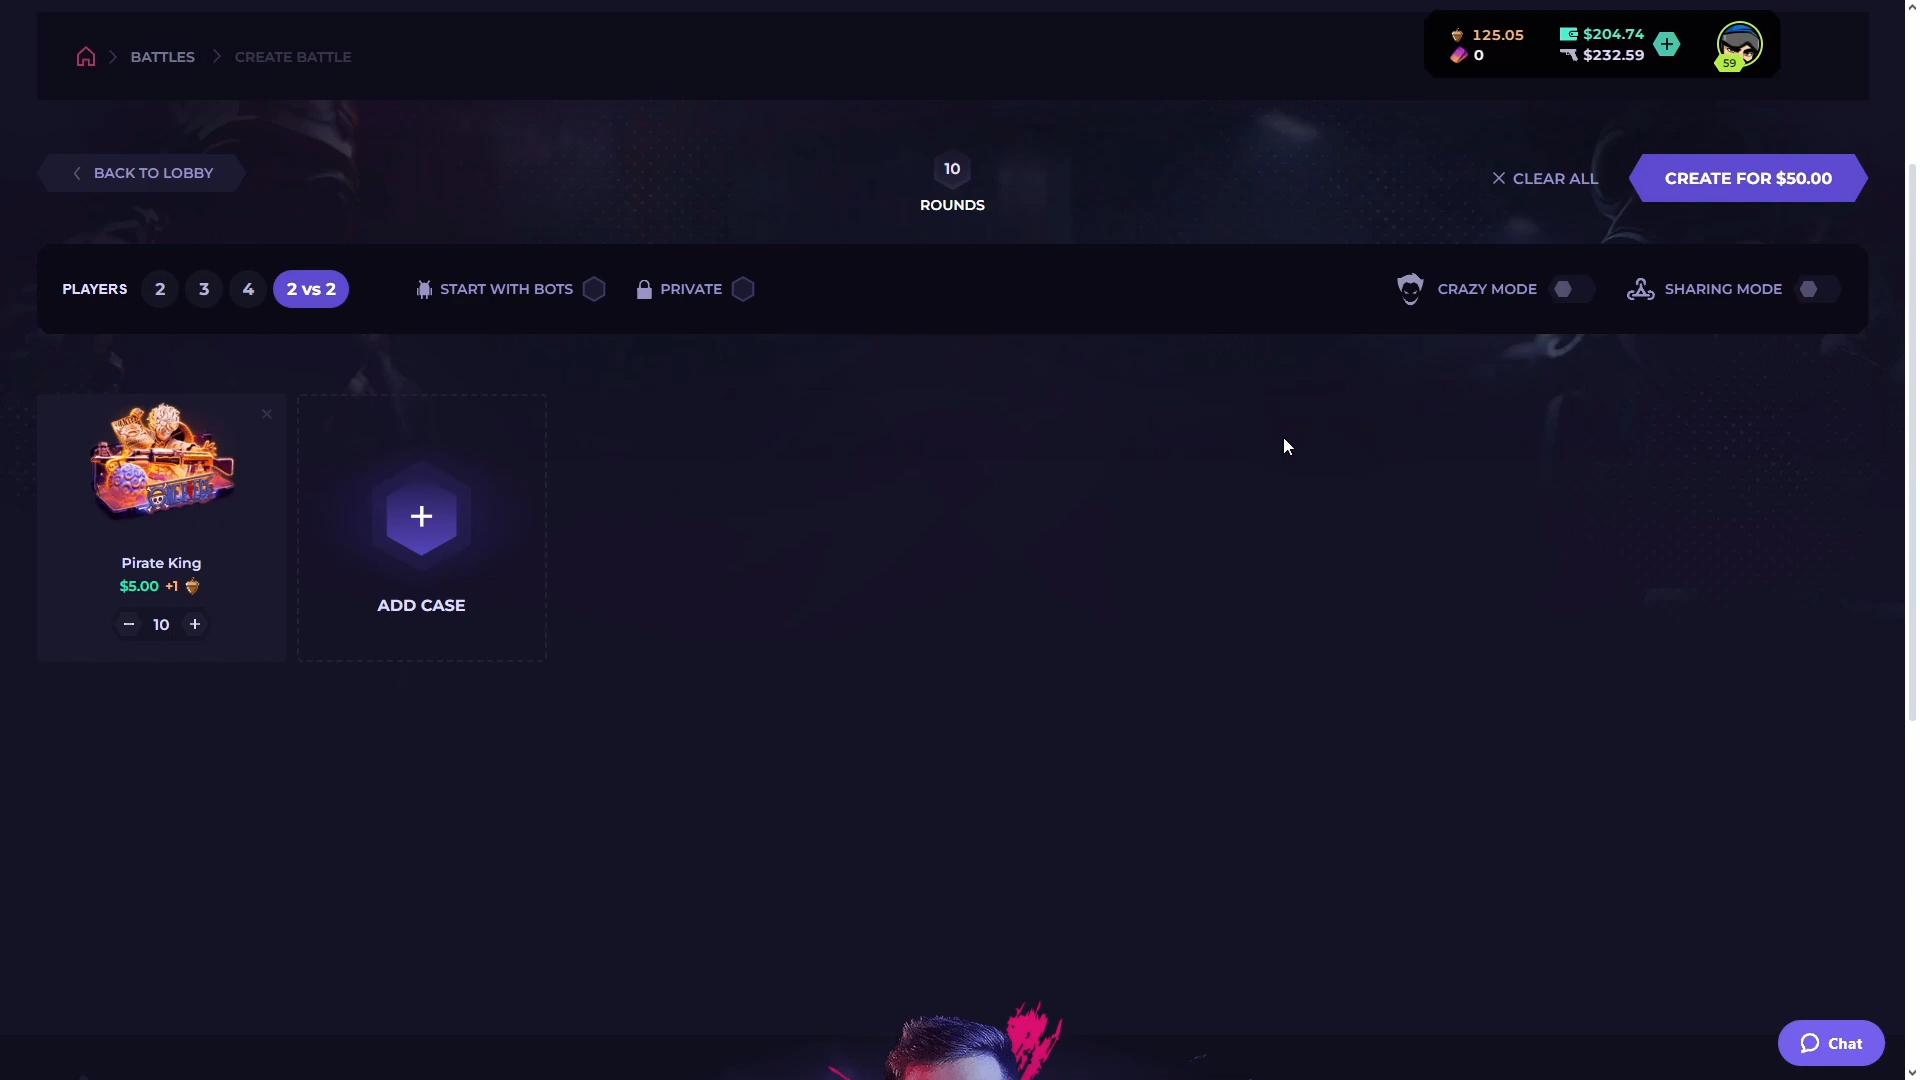 BATTLES
CREATE BATTLE
125.05
0
$204.74
$232.59
59
BACK TO LOBBY
10
ROUNDS
CLEAR ALL
CREATE FOR $50.00
PLAYERS
2
3
4
2 vs 2
START WITH BOTS
PRIVATE
CRAZY MODE
SHARING MODE
WANTED
Pirate King
$5.00 +1
10
ADD CASE
Chat